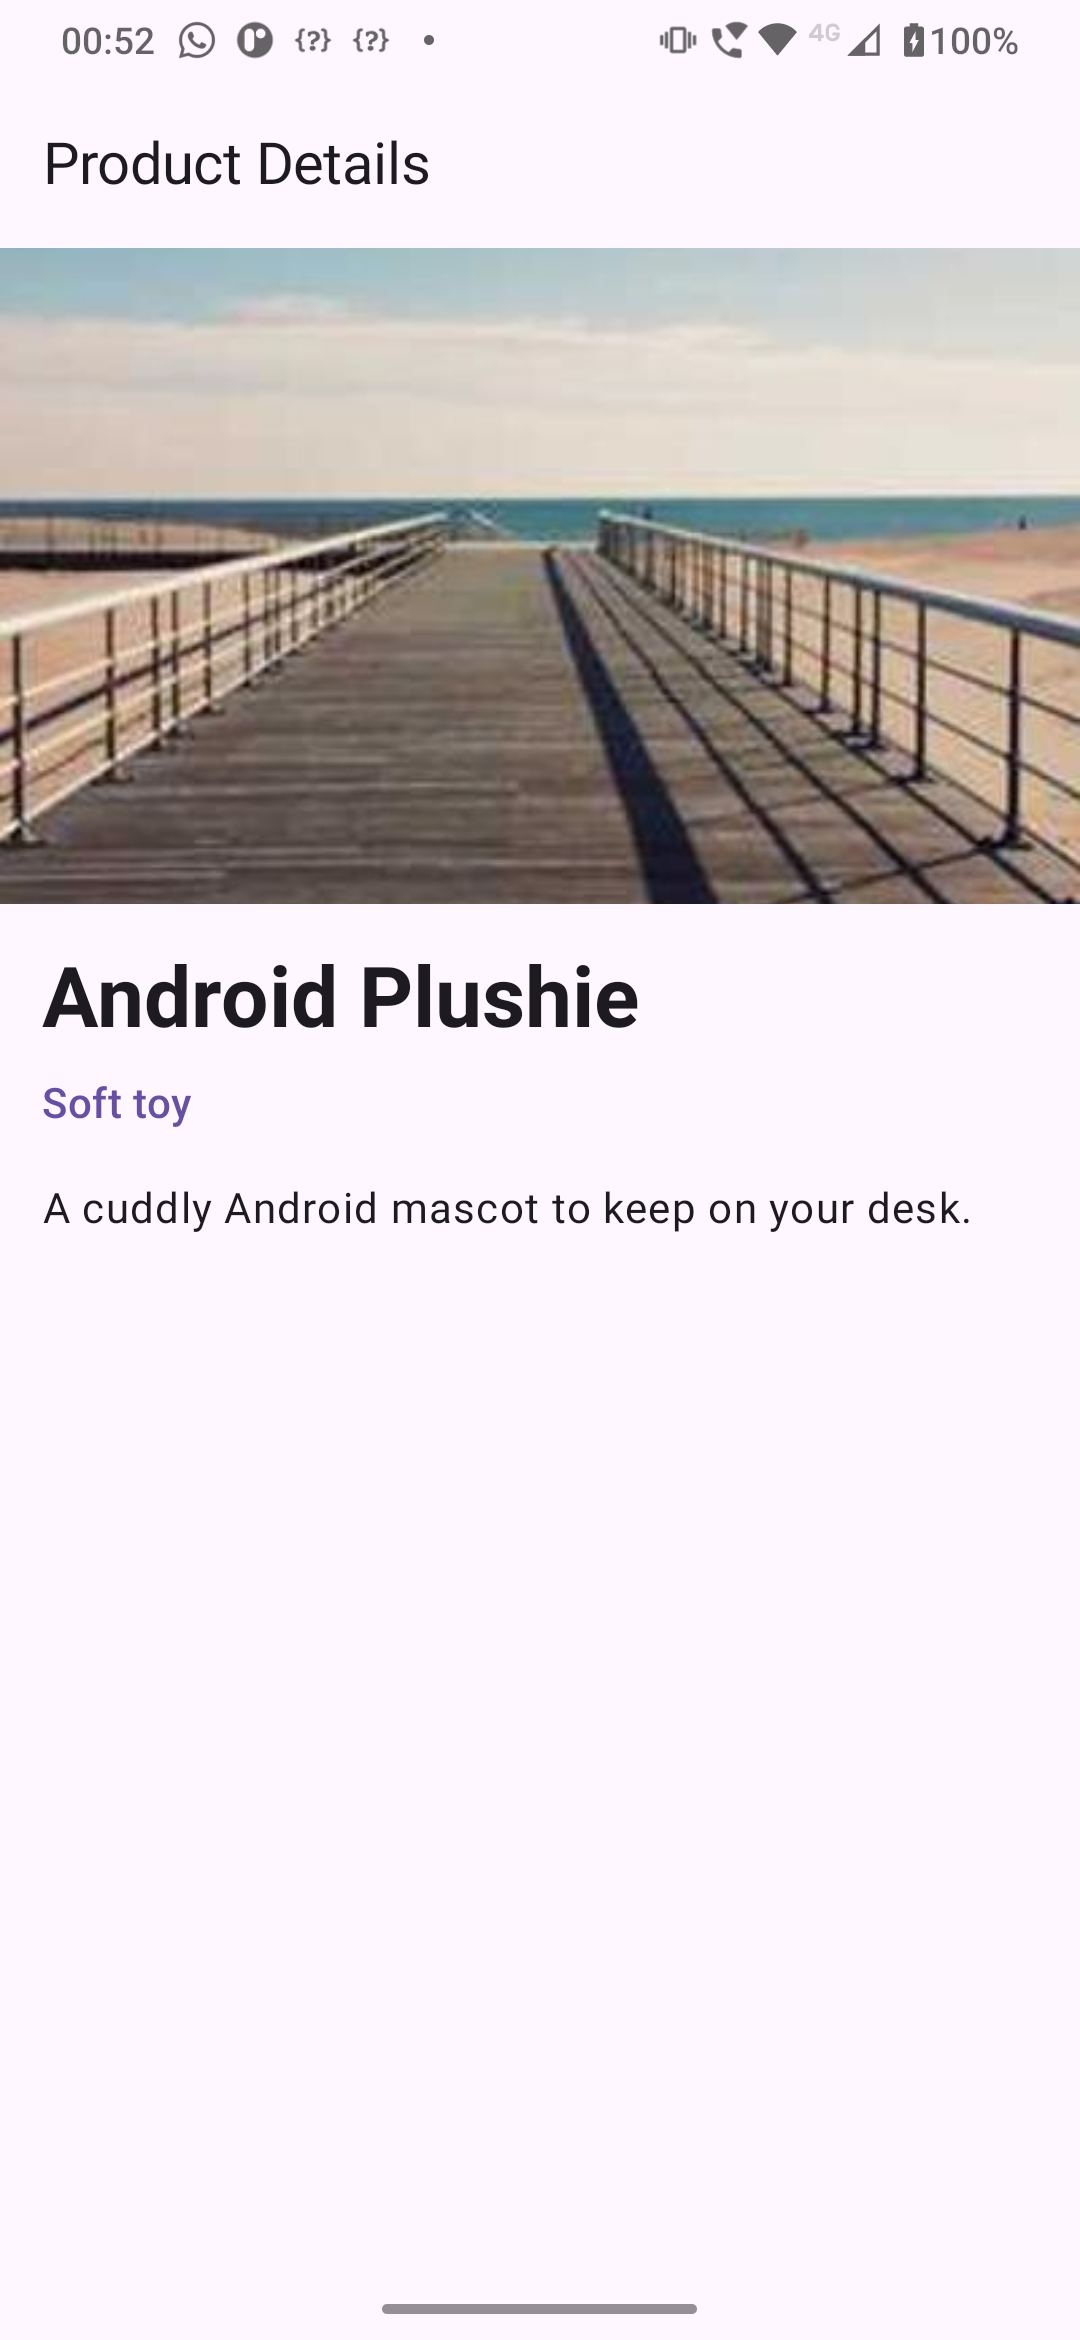 00:52 {?} {?} 4G 100%
Product Details
Android Plushie
Soft toy
A cuddly Android mascot to keep on your desk.